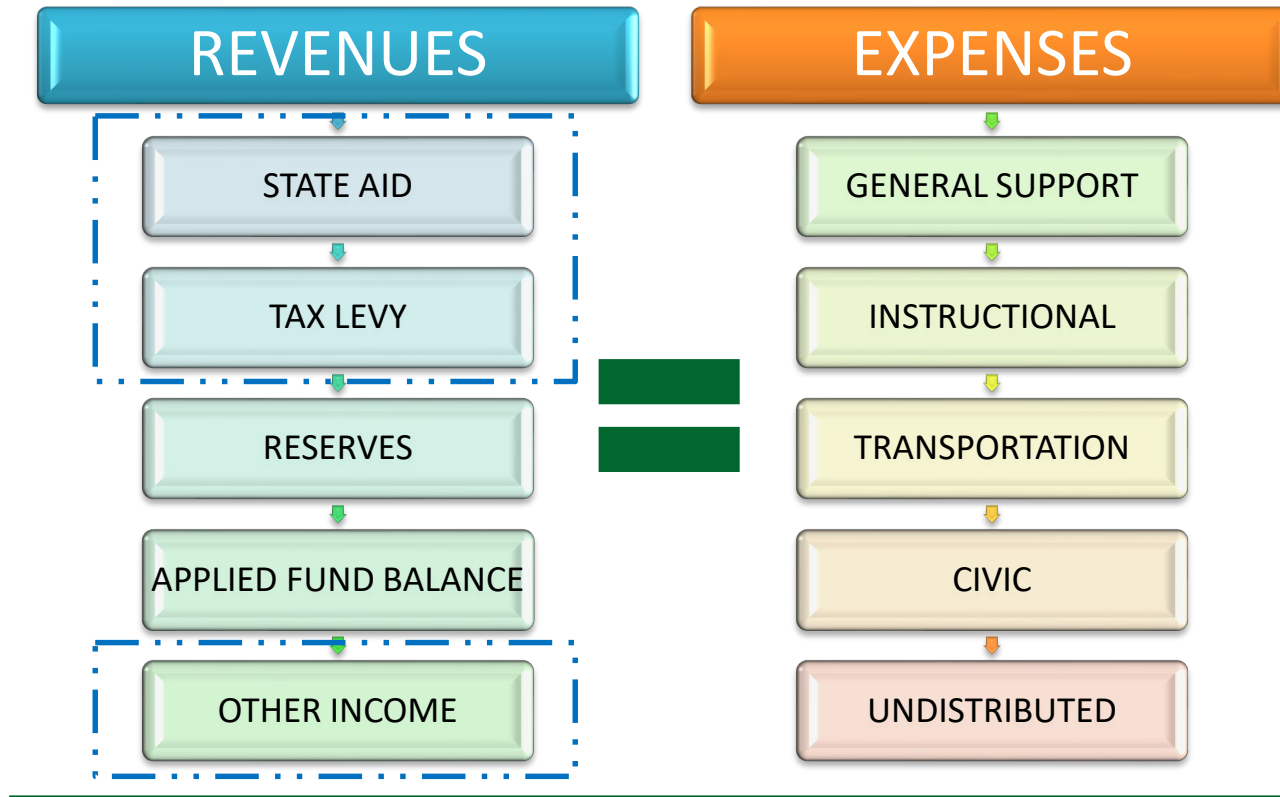 REVENUES
STATE AID
TAX LEVY
RESERVES
APPLIED FUND BALANCE
OTHER INCOME
EXPENSES
GENERAL SUPPORT
INSTRUCTIONAL
TRANSPORTATION
CIVIC
UNDISTRIBUTED